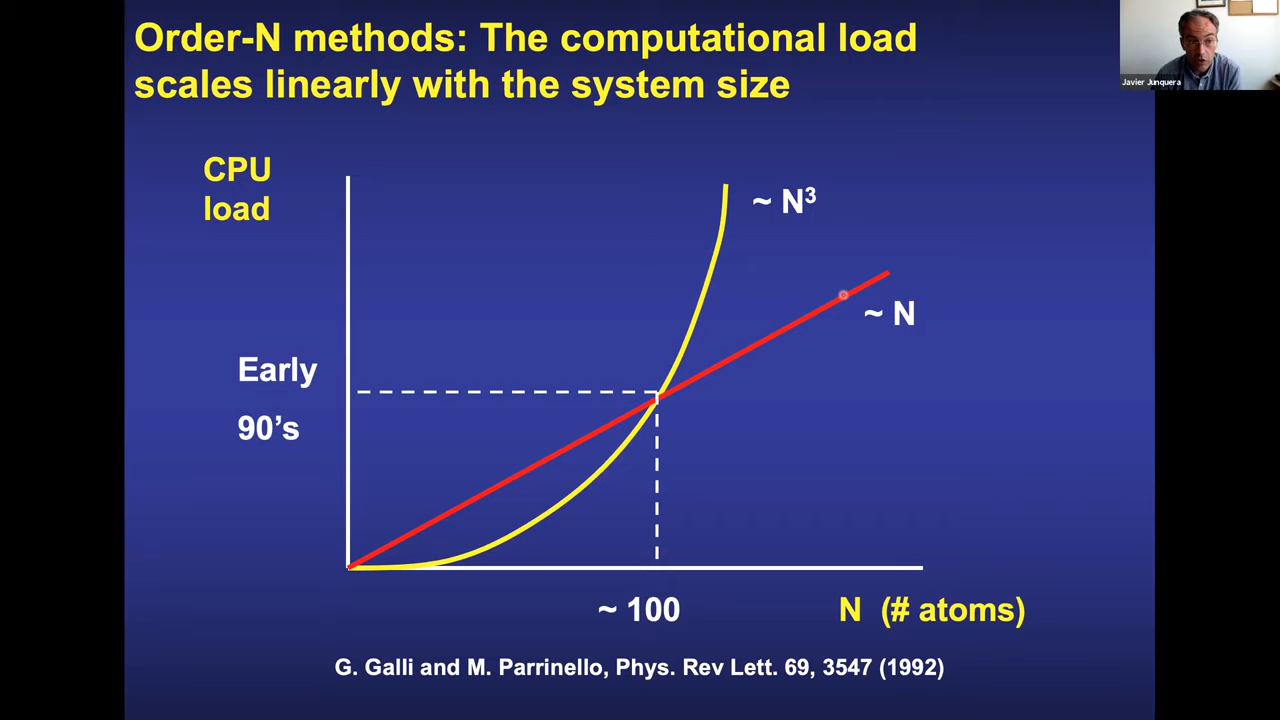 Order-N methods: The computational load
scales linearly with the system size
Javier Junquera
CPU
load
~ N³
~ N
Early
90’s
~ 100
N (# atoms)
G. Galli and M. Parrinello, Phys. Rev Lett. 69, 3547 (1992)